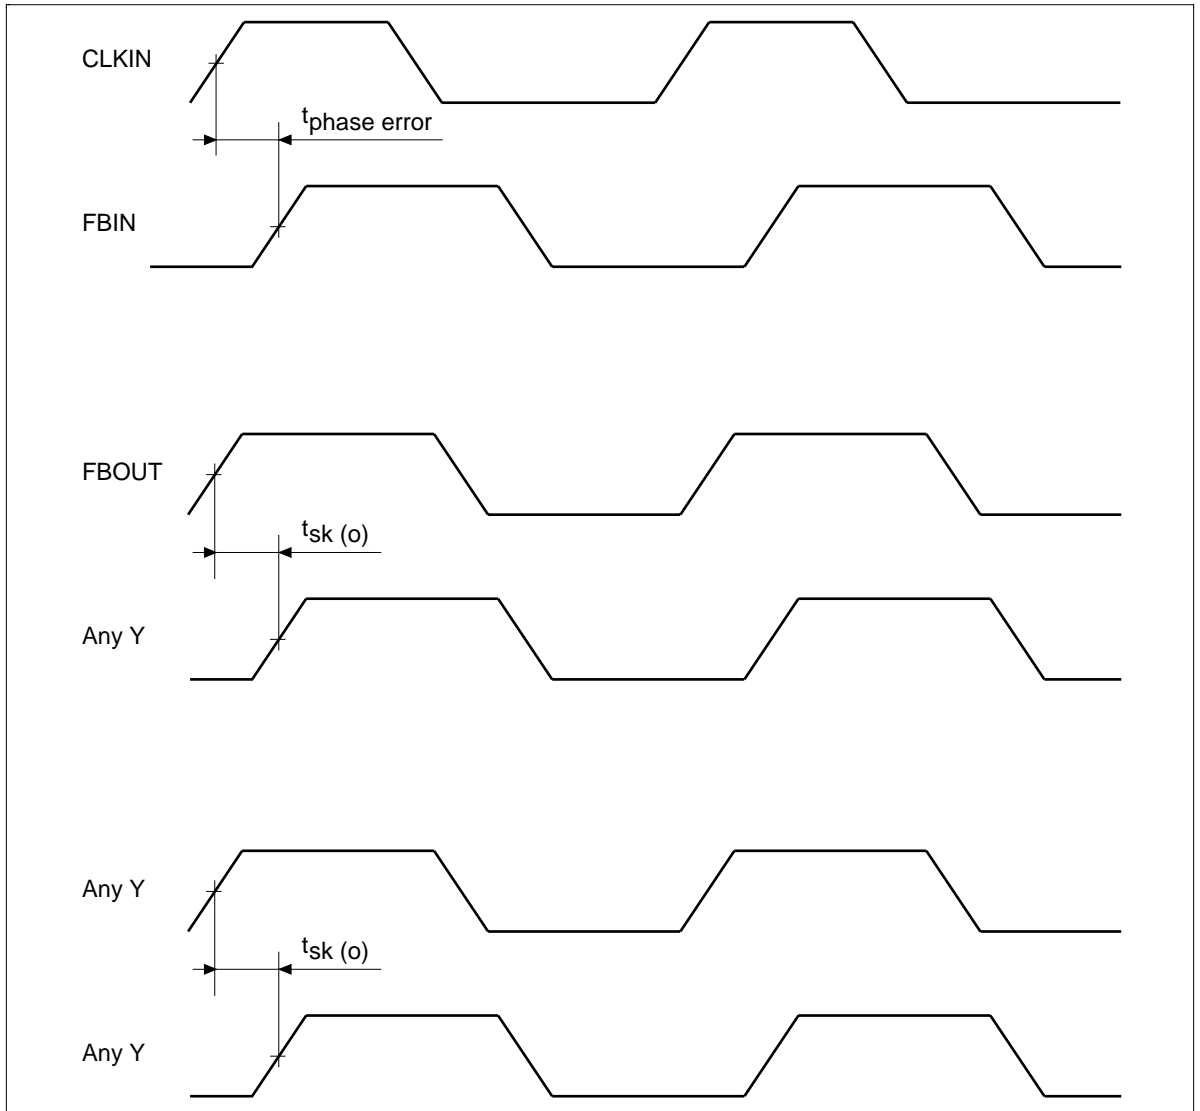 CLKIN
tphase error
FBIN
FBOUT
tsk (o)
Any Y
Any Y
tsk (o)
Any Y